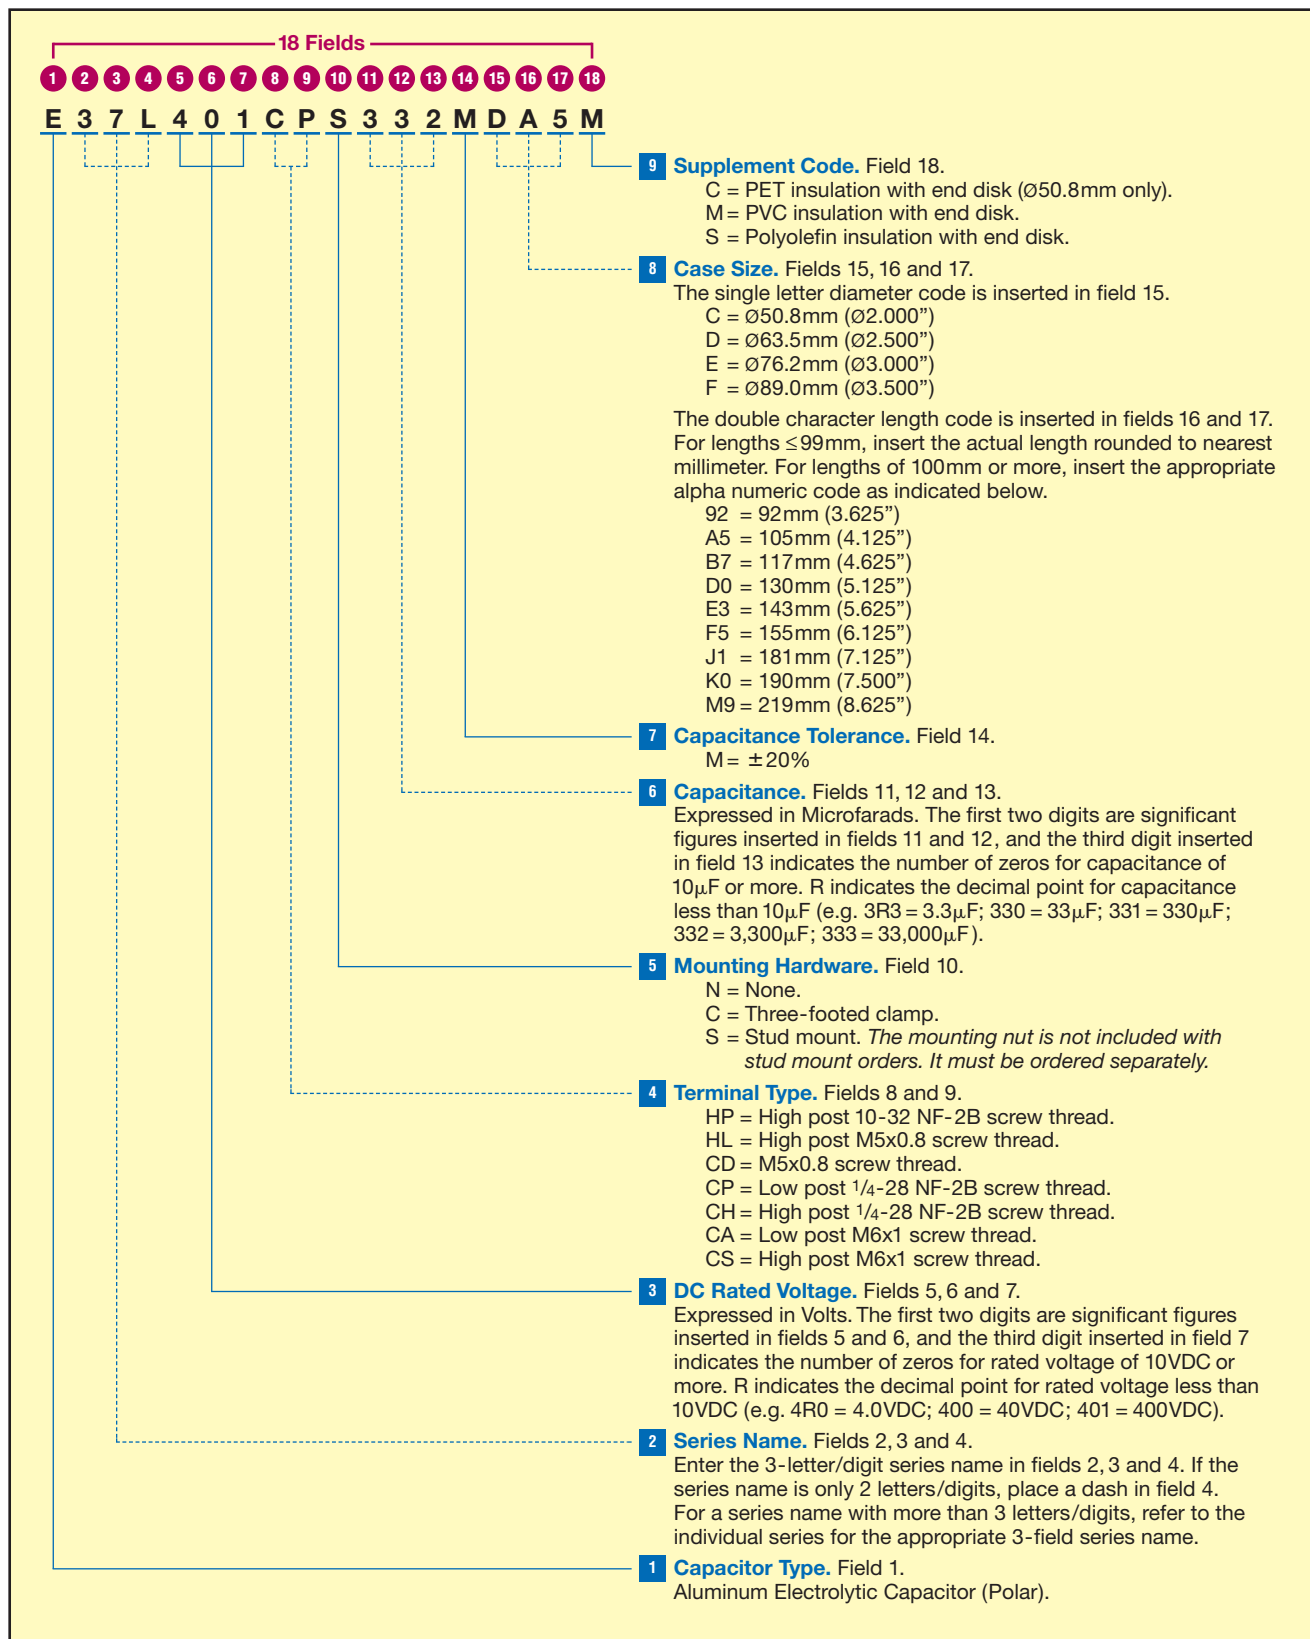 18 Fields
1 2 3 4 5 6 7 8 9 10 11 12 13 14 15 16 17 18
E 3 7 L 4 0 1 C P S 3 3 2 M D A 5 M
9 Supplement Code. Field 18.
C = PET insulation with end disk (Ø50.8mm only).
M = PVC insulation with end disk.
S = Polyolefin insulation with end disk.
8 Case Size. Fields 15, 16 and 17.
The single letter diameter code is inserted in field 15.
C = Ø50.8mm (Ø2.000”)
D = Ø63.5mm (Ø2.500”)
E = Ø76.2mm (Ø3.000”)
F = Ø89.0mm (Ø3.500”)
The double character length code is inserted in fields 16 and 17.
For lengths ≤99mm, insert the actual length rounded to nearest
millimeter. For lengths of 100mm or more, insert the appropriate
alpha numeric code as indicated below.
92 = 92mm (3.625”)
A5 = 105mm (4.125”)
B7 = 117mm (4.625”)
D0 = 130mm (5.125”)
E3 = 143mm (5.625”)
F5 = 155mm (6.125”)
J1 = 181mm (7.125”)
K0 = 190mm (7.500”)
M9 = 219mm (8.625”)
7 Capacitance Tolerance. Field 14.
M = ±20%
6 Capacitance. Fields 11, 12 and 13.
Expressed in Microfarads. The first two digits are significant
figures inserted in fields 11 and 12, and the third digit inserted
in field 13 indicates the number of zeros for capacitance of
10µF or more. R indicates the decimal point for capacitance
less than 10µF (e.g. 3R3 = 3.3µF; 330 = 33µF; 331 = 330µF;
332 = 3,300µF; 333 = 33,000µF).
5 Mounting Hardware. Field 10.
N = None.
C = Three-footed clamp.
S = Stud mount. The mounting nut is not included with
stud mount orders. It must be ordered separately.
4 Terminal Type. Fields 8 and 9.
HP = High post 10-32 NF-2B screw thread.
HL = High post M5x0.8 screw thread.
CD = M5x0.8 screw thread.
CP = Low post 1/4-28 NF-2B screw thread.
CH = High post 1/4-28 NF-2B screw thread.
CA = Low post M6x1 screw thread.
CS = High post M6x1 screw thread.
3 DC Rated Voltage. Fields 5, 6 and 7.
Expressed in Volts. The first two digits are significant figures
inserted in fields 5 and 6, and the third digit inserted in field 7
indicates the number of zeros for rated voltage of 10VDC or
more. R indicates the decimal point for rated voltage less than
10VDC (e.g. 4R0 = 4.0VDC; 400 = 40VDC; 401 = 400VDC).
2 Series Name. Fields 2, 3 and 4.
Enter the 3-letter/digit series name in fields 2, 3 and 4. If the
series name is only 2 letters/digits, place a dash in field 4.
For a series name with more than 3 letters/digits, refer to the
individual series for the appropriate 3-field series name.
1 Capacitor Type. Field 1.
Aluminum Electrolytic Capacitor (Polar).